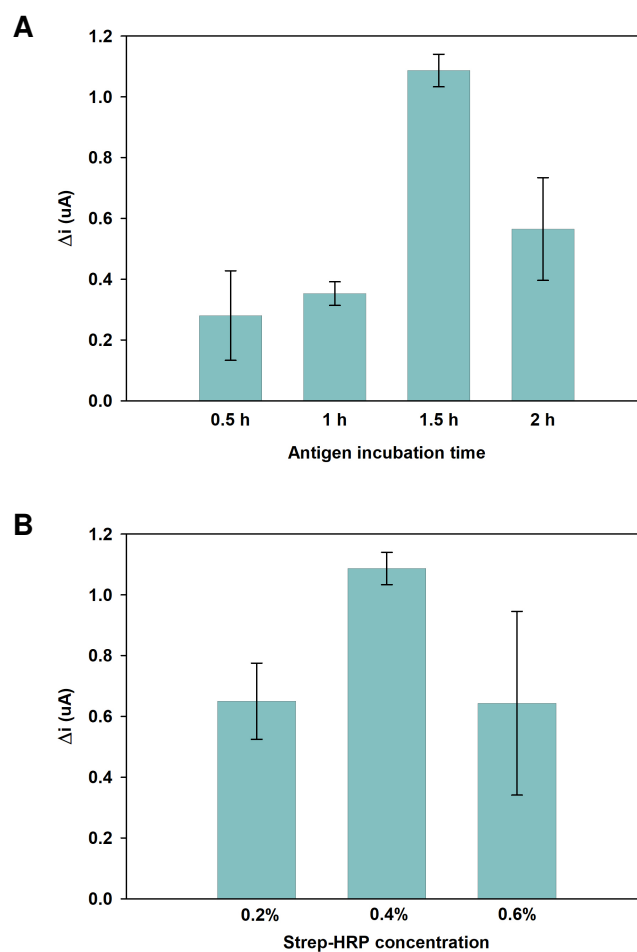 A
1.2
1.0
0.8
0.6
0.4
0.2
0.0
Δi (uA)
0.5 h 1 h 1.5 h 2 h
Antigen incubation time
B
1.2
1.0
0.8
0.6
0.4
0.2
0.0
Δi (uA)
0.2% 0.4% 0.6%
Strep-HRP concentration